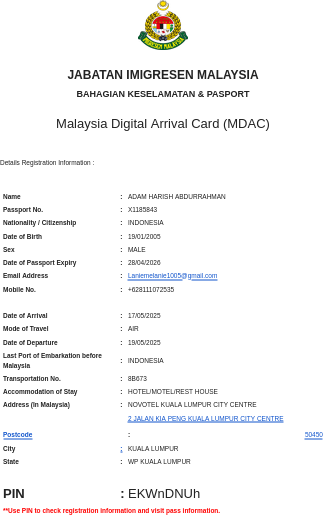 JABATAN IMIGRESEN MALAYSIA
BAHAGIAN KESELAMATAN & PASPORT
Malaysia Digital Arrival Card (MDAC)
Details Registration Information :
Name : ADAM HARISH ABDURRAHMAN
Passport No. : X1185843
Nationality / Citizenship : INDONESIA
Date of Birth : 19/01/2005
Sex : MALE
Date of Passport Expiry : 28/04/2026
Email Address : Laniemelanie1005@gmail.com
Mobile No. : +628111072535
Date of Arrival : 17/05/2025
Mode of Travel : AIR
Date of Departure : 19/05/2025
Last Port of Embarkation before
Malaysia : INDONESIA
Transportation No. : 8B673
Accommodation of Stay : HOTEL/MOTEL/REST HOUSE
Address (In Malaysia) : NOVOTEL KUALA LUMPUR CITY CENTRE
2 JALAN KIA PENG KUALA LUMPUR CITY CENTRE
Postcode : 50450
City : KUALA LUMPUR
State : WP KUALA LUMPUR
PIN : EKWnDNUh
**Use PIN to check registration information and visit pass information.